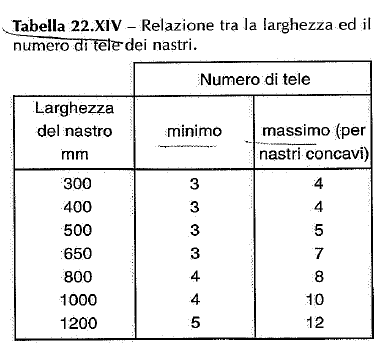 Tabella 22.XIV – Relazione tra la larghezza ed il
numero di tele dei nastri.
Numero di tele
Larghezza
del nastro
mm
minimo
massimo (per
nastri concavi)
300 3 4
400 3 4
500 3 5
650 3 7
800 4 8
1000 4 10
1200 5 12